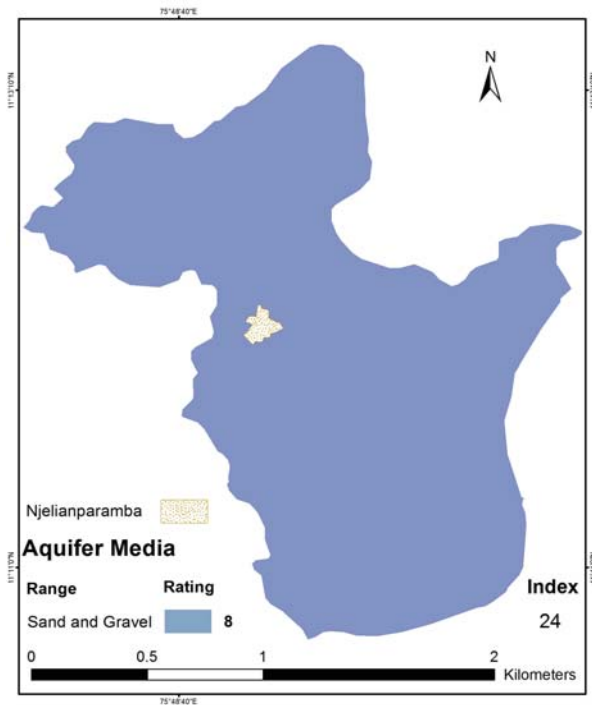 75°48'40"E
N
11°13'10"N
Njelianparamba
Aquifer Media
Range Rating Index
Sand and Gravel 8 24
11°11'0"N
0 0.5 1 2
Kilometers
75°48'40"E